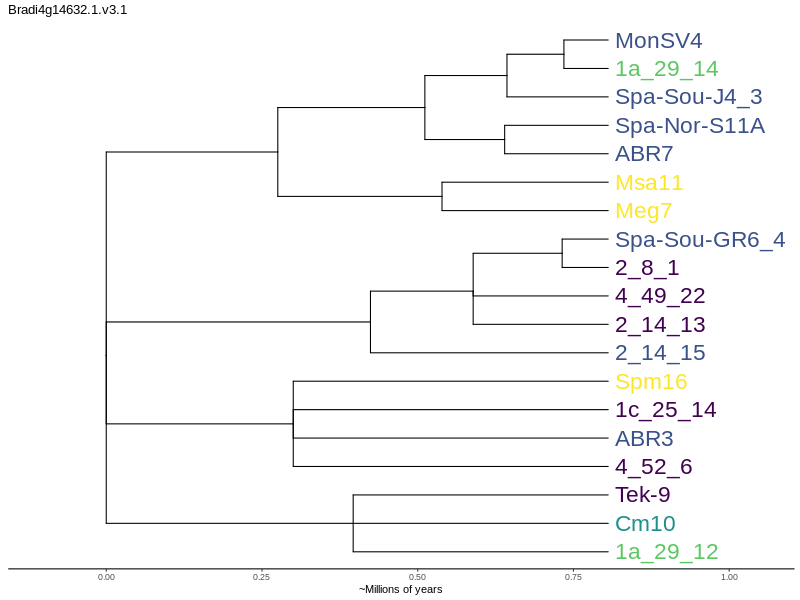 Bradi4g14632.1.v3.1
MonSV4
1a_29_14
Spa-Sou-J4_3
Spa-Nor-S11A
ABR7
Msa11
Meg7
Spa-Sou-GR6_4
2_8_1
4_49_22
2_14_13
2_14_15
Spm16
1c_25_14
ABR3
4_52_6
Tek-9
Cm10
1a_29_12
0.00 0.25 0.50 0.75 1.00
~Millions of years